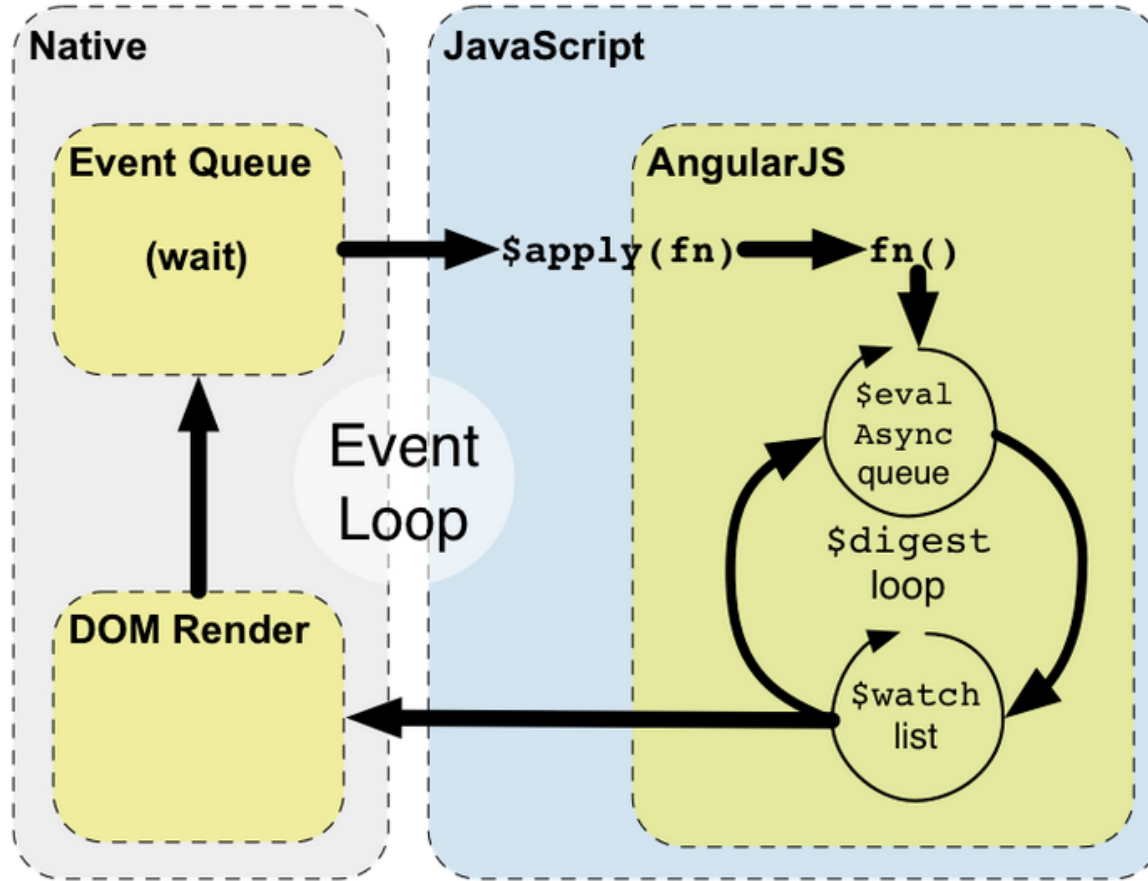 Native
JavaScript
Event Queue
(wait)
AngularJS
$apply(fn)
fn()
$eval
Async
queue
Event
Loop
$digest
loop
DOM Render
$watch
list